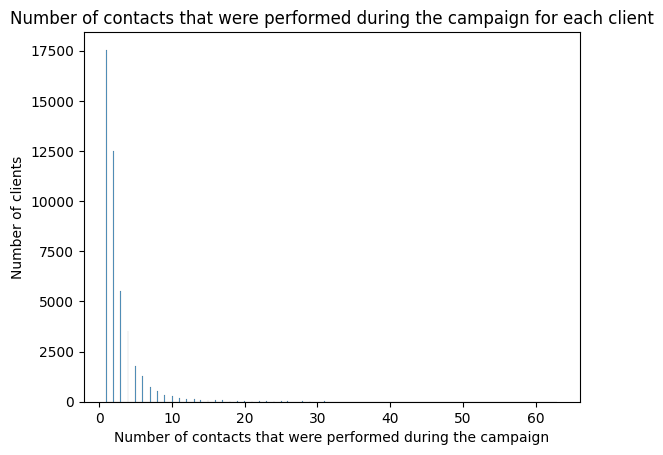 Number of contacts that were performed during the campaign for each client
17500
15000
12500
10000
7500
5000
2500
0
Number of clients
0 10 20 30 40 50 60
Number of contacts that were performed during the campaign